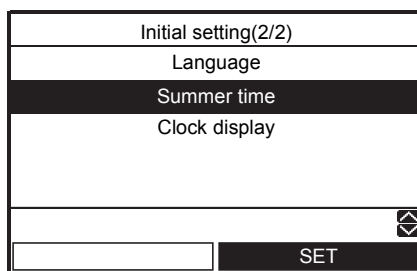 Initial setting(2/2)
Language
Summer time
Clock display
SET